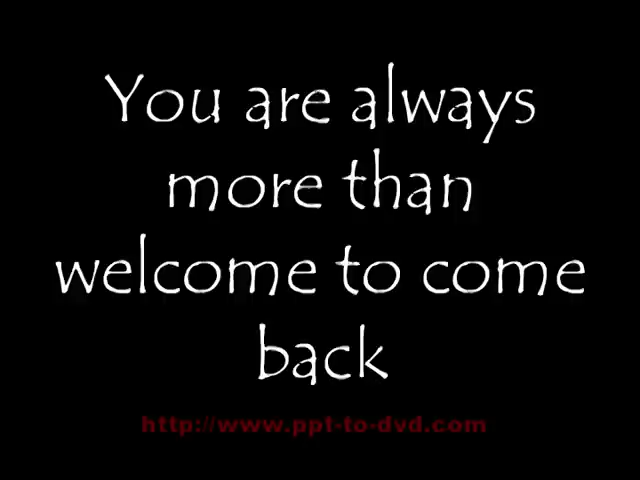 You are always
more than
welcome to come
back
http://www.ppt-to-dvd.com